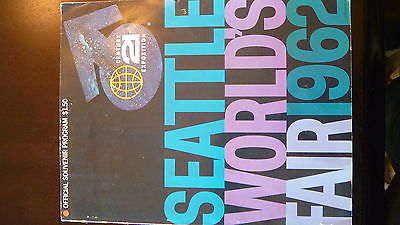 CENTURY
21
EXPOSITION
SEATTLE
WORLD'S
FAIR 1962
OFFICIAL SOUVENIR PROGRAM $1.50